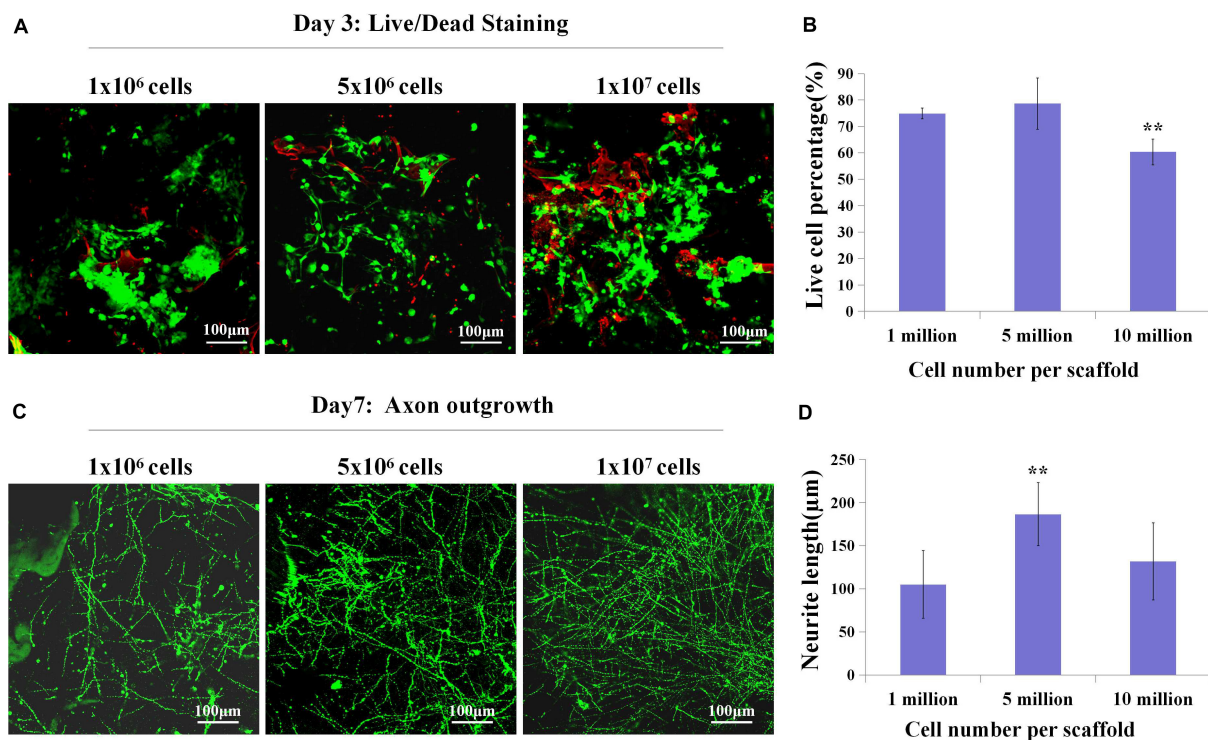 A
Day 3: Live/Dead Staining
1x10⁶ cells
5x10⁶ cells
1x10⁷ cells
100μm
100μm
100μm
B
Live cell percentage(%)
90
80
70
60
50
40
30
20
10
0
**
1 million
5 million
10 million
Cell number per scaffold
C
Day7: Axon outgrowth
1x10⁶ cells
5x10⁶ cells
1x10⁷ cells
100μm
100μm
100μm
D
Neurite length(μm)
250
200
150
100
50
0
**
1 million
5 million
10 million
Cell number per scaffold